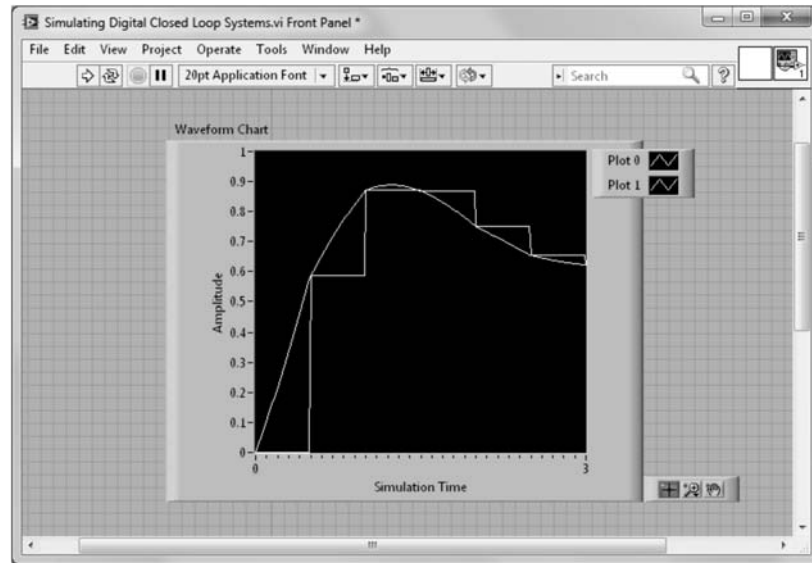 Simulating Digital Closed Loop Systems.vi Front Panel *
File Edit View Project Operate Tools Window Help
20pt Application Font
Search
?
1
Waveform Chart
Plot 0
Plot 1
1
0.9
0.8
0.7
0.6
0.5
0.4
0.3
0.2
0.1
0
Amplitude
0
3
Simulation Time